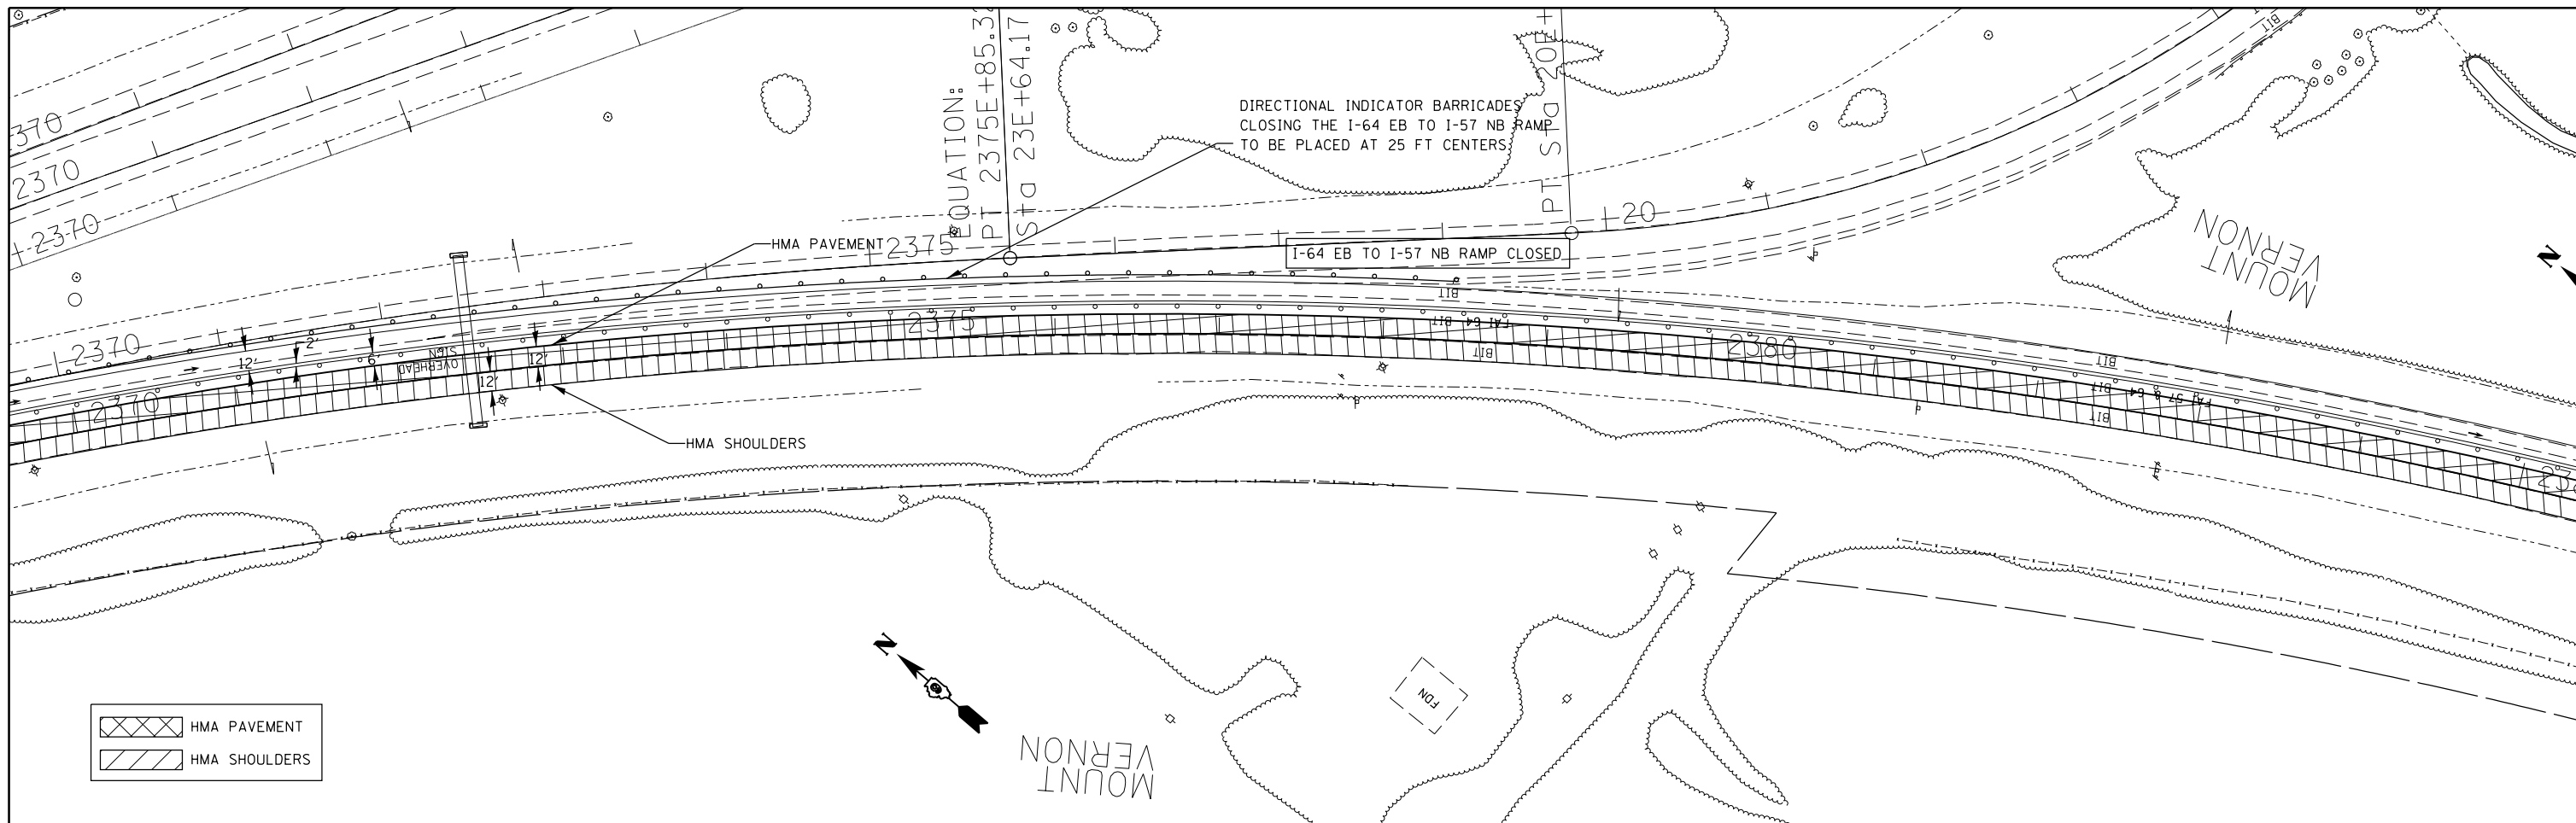 2370
2370
2370
EQUATION:
PT 2375E+85.3
Sta 23E+64.17
PT Sta 20E+
DIRECTIONAL INDICATOR BARRICADES
CLOSING THE I-64 EB TO I-57 NB RAMP
TO BE PLACED AT 25 FT CENTERS
BIT
20
MOUNT
VERNON
N
HMA PAVEMENT
2375
I-64 EB TO I-57 NB RAMP CLOSED
BIT
2370
12'
2'
6'
OVERHEAD
SIGN
12'
12'
2370
2375
FAI 64
BIT
BIT
2380
BIT
BIT
FAI 57 & 64
BIT
HMA SHOULDERS
N
FDN
MOUNT
VERNON
HMA PAVEMENT
HMA SHOULDERS